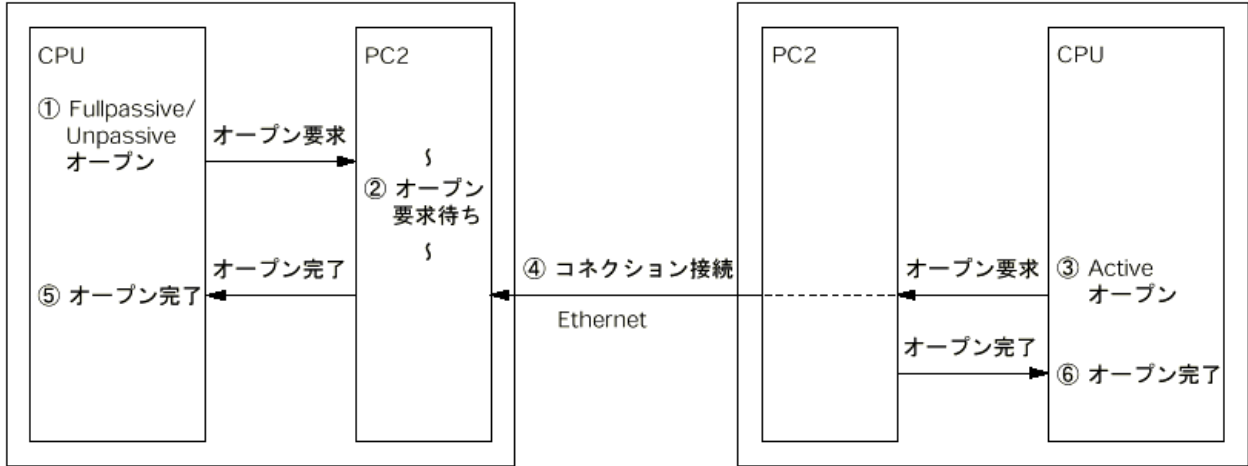 CPU
PC2
① Fullpassive/
Unpassive
オープン
オープン要求
② オープン
要求待ち
オープン完了
⑤ オープン完了
④ コネクション接続
Ethernet
PC2
CPU
オープン要求
③ Active
オープン
オープン完了
⑥ オープン完了